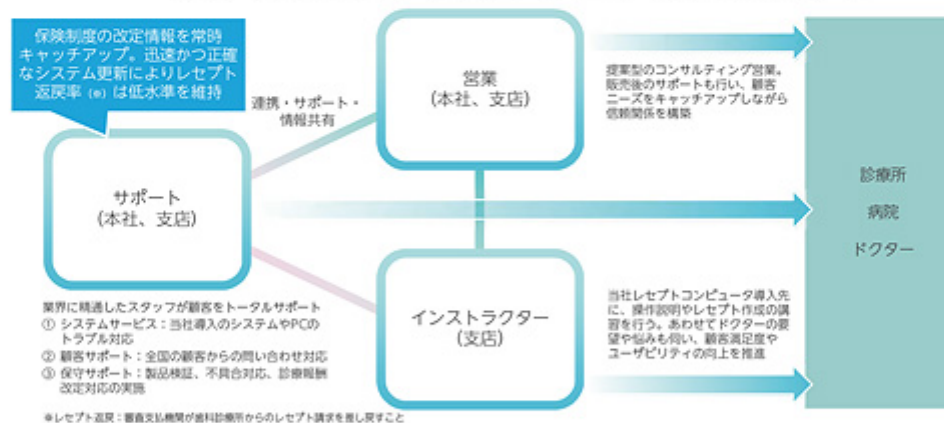 保険制度の改定情報を常時
キャッチアップ。迅速かつ正確
なシステム更新によりレセプト
返戻率（※）は低水準を維持
連携・サポート・
情報共有
サポート
（本社、支店）
業界に精通したスタッフが顧客をトータルサポート
① システムサービス：当社導入のシステムやPCの
トラブル対応
② 顧客サポート：全国の顧客からの問い合わせ対応
③ 保守サポート：製品検証、不具合対応、診療報酬
改定対応の実施
営業
（本社、支店）
提案型のコンサルティング営業。
販売後のサポートも行い、顧客
ニーズをキャッチアップしながら
信頼関係を構築
インストラクター
（支店）
当社レセプトコンピュータ導入先
に、操作説明やレセプト作成の講
習を行う。あわせてドクターの要
望や悩みも伺い、顧客満足度や
ユーザビリティの向上を推進
診療所
病院
ドクター
※レセプト返戻：審査支払機関が歯科診療所からのレセプト請求を差し戻すこと